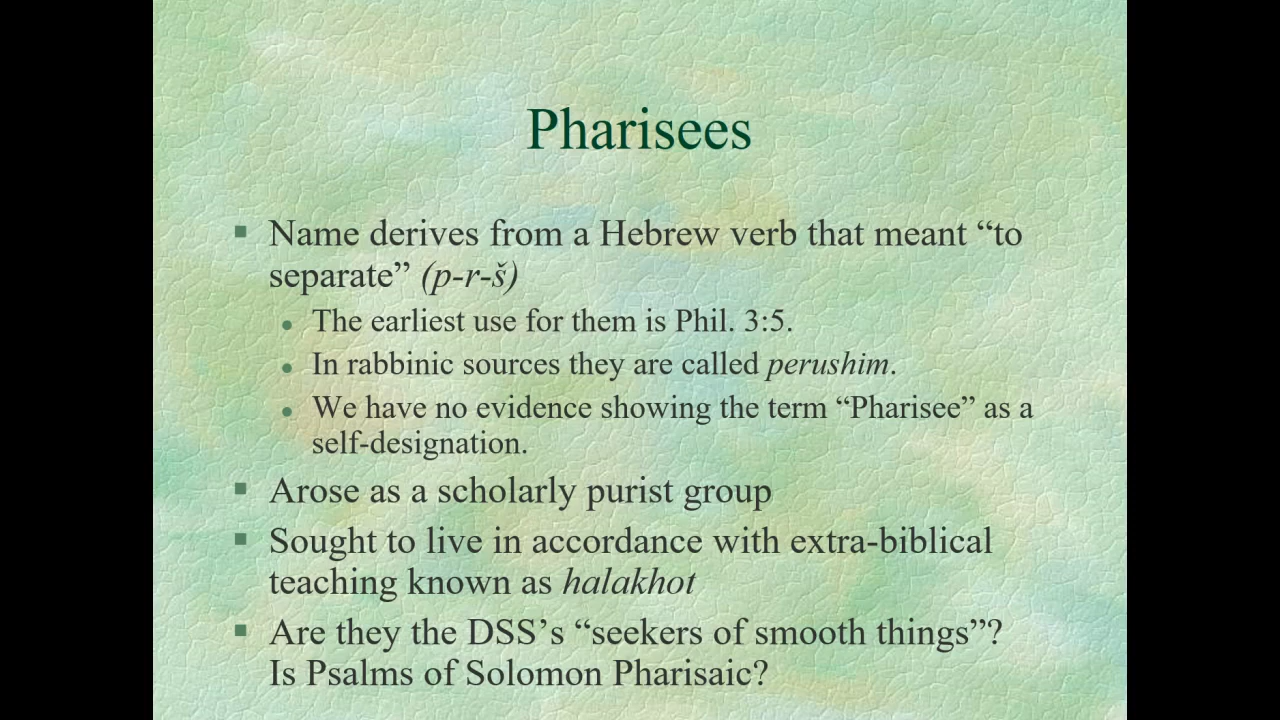 Pharisees
Name derives from a Hebrew verb that meant “to
separate” (p-r-š)
The earliest use for them is Phil. 3:5.
In rabbinic sources they are called perushim.
We have no evidence showing the term “Pharisee” as a
self-designation.
Arose as a scholarly purist group
Sought to live in accordance with extra-biblical
teaching known as halakhot
Are they the DSS’s “seekers of smooth things”?
Is Psalms of Solomon Pharisaic?